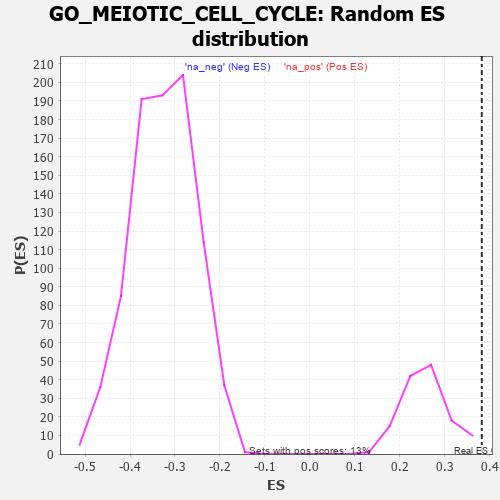 GO_MEIOTIC_CELL_CYCLE: Random ES
distribution
'na_neg' (Neg ES) 'na_pos' (Pos ES)
P(ES)
210
200
190
180
170
160
150
140
130
120
110
100
90
80
70
60
50
40
30
20
10
0
Sets with pos scores: 13%
Real ES
-0.5 -0.4 -0.3 -0.2 -0.1 0.0 0.1 0.2 0.3 0.4
ES